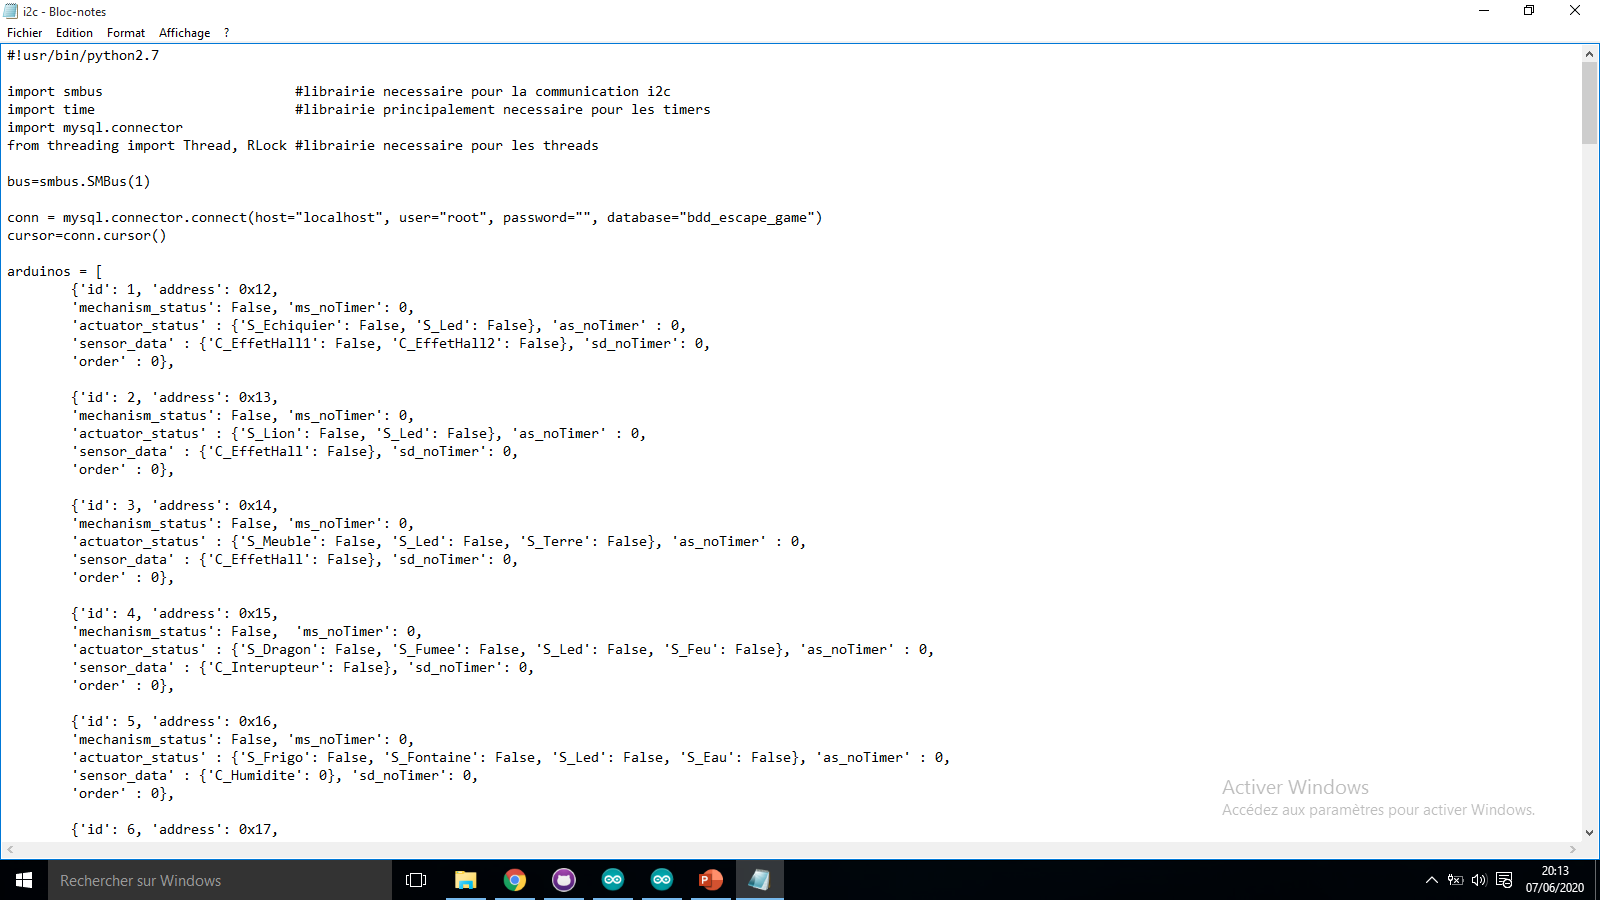 i2c - Bloc-notes
Fichier Edition Format Affichage ?
#!usr/bin/python2.7
import smbus #librairie necessaire pour la communication i2c
import time #librairie principalement necessaire pour les timers
import mysql.connector
from threading import Thread, RLock #librairie necessaire pour les threads
bus=smbus.SMBus(1)
conn = mysql.connector.connect(host="localhost", user="root", password="", database="bdd_escape_game")
cursor=conn.cursor()
arduinos = [
{'id': 1, 'address': 0x12,
'mechanism_status': False, 'ms_noTimer': 0,
'actuator_status' : {'S_Echiquier': False, 'S_Led': False}, 'as_noTimer' : 0,
'sensor_data' : {'C_EffetHall1': False, 'C_EffetHall2': False}, 'sd_noTimer': 0,
'order' : 0},
{'id': 2, 'address': 0x13,
'mechanism_status': False, 'ms_noTimer': 0,
'actuator_status' : {'S_Lion': False, 'S_Led': False}, 'as_noTimer' : 0,
'sensor_data' : {'C_EffetHall': False}, 'sd_noTimer': 0,
'order' : 0},
{'id': 3, 'address': 0x14,
'mechanism_status': False, 'ms_noTimer': 0,
'actuator_status' : {'S_Meuble': False, 'S_Led': False, 'S_Terre': False}, 'as_noTimer' : 0,
'sensor_data' : {'C_EffetHall': False}, 'sd_noTimer': 0,
'order' : 0},
{'id': 4, 'address': 0x15,
'mechanism_status': False,  'ms_noTimer': 0,
'actuator_status' : {'S_Dragon': False, 'S_Fumee': False, 'S_Led': False, 'S_Feu': False}, 'as_noTimer' : 0,
'sensor_data' : {'C_Interupteur': False}, 'sd_noTimer': 0,
'order' : 0},
{'id': 5, 'address': 0x16,
'mechanism_status': False, 'ms_noTimer': 0,
'actuator_status' : {'S_Frigo': False, 'S_Fontaine': False, 'S_Led': False, 'S_Eau': False}, 'as_noTimer' : 0,
'sensor_data' : {'C_Humidite': 0}, 'sd_noTimer': 0,
'order' : 0},
{'id': 6, 'address': 0x17,
Activer Windows
Accédez aux paramètres pour activer Windows.
Rechercher sur Windows
20:13
07/06/2020